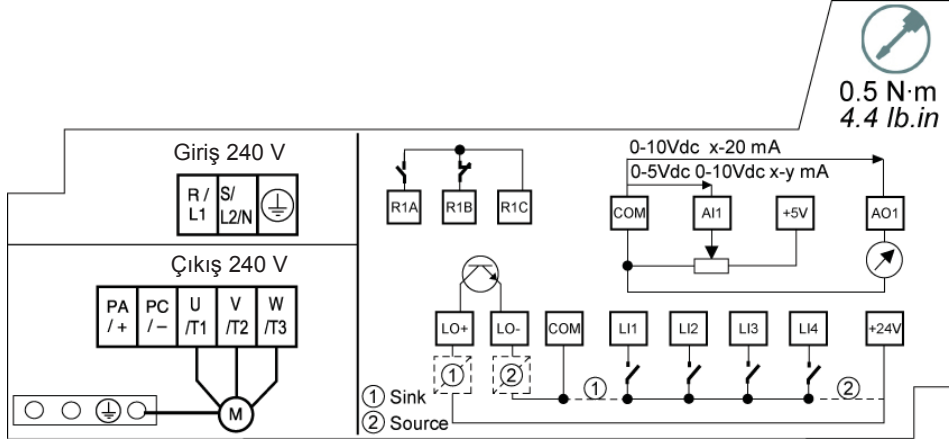 0.5 N·m
4.4 lb.in
Giriş 240 V
R / L1
S/ L2/N
Çıkış 240 V
PA / +
PC / –
U /T1
V /T2
W /T3
M
R1A
R1B
R1C
0-10Vdc x-20 mA
0-5Vdc 0-10Vdc x-y mA
COM
AI1
+5V
AO1
LO+
LO-
COM
LI1
LI2
LI3
LI4
+24V
1
2
1
2
1 Sink
2 Source